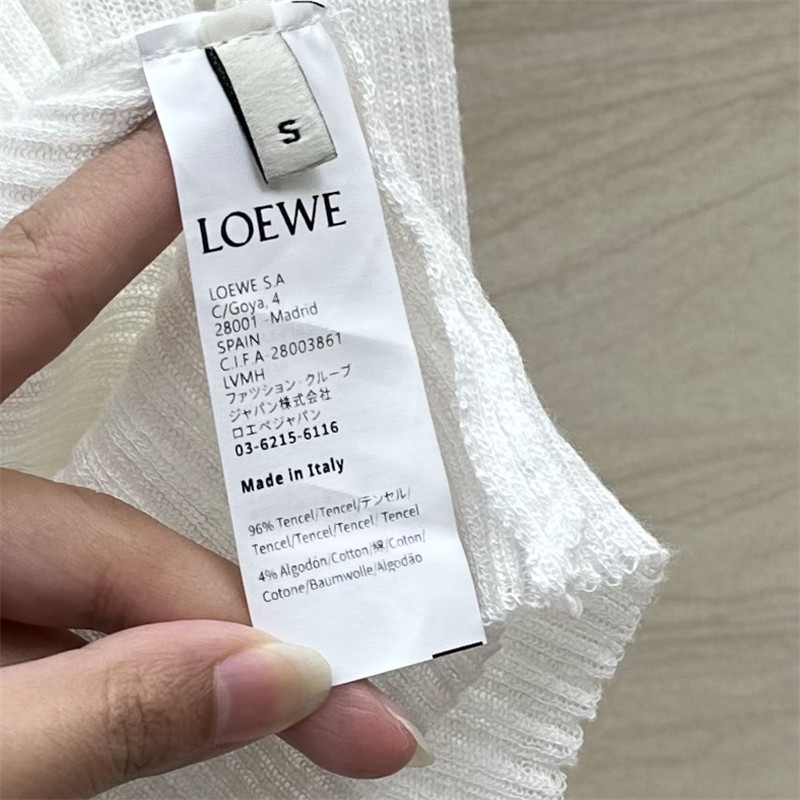 S
LOEWE
LOEWE S.A
C/Goya, 4
28001 -Madrid
SPAIN
C.I.F.A-28003861
LVMH
ファッション・グループ
ジャパン株式会社
ロエベジャパン
03-6215-6116
Made in Italy
96% Tencel/Tencel/テンセル/
Tencel/Tencel/Tencel/Tencel
4% Algodón/Cotton/綿/Coton/
Cotone/Baumwolle/Algodão